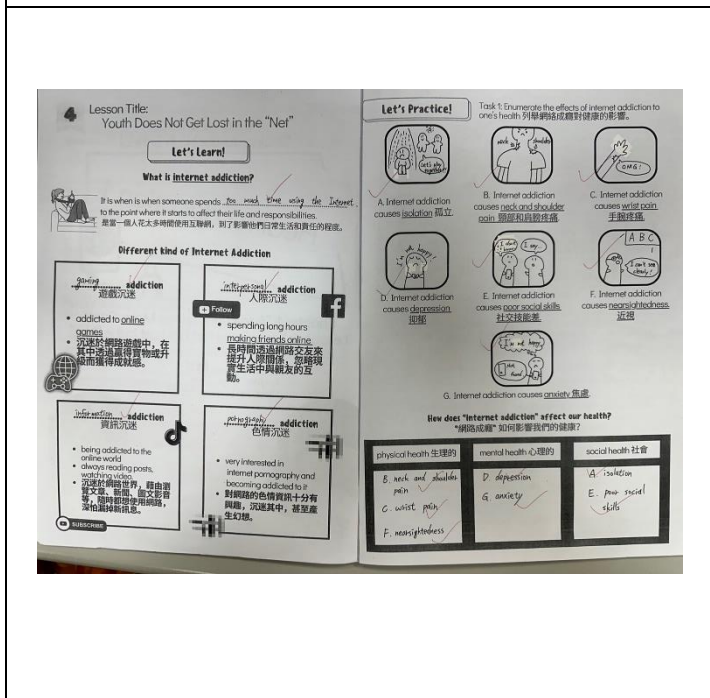 4
Lesson Title:
Youth Does Not Get Lost in the "Net"
Let's Learn!
What is internet addiction?
It is when is when someone spends too much time using the Internet.
to the point where it starts to affect their life and responsibilities.
是當一個人花太多時間使用互聯網，到了影響他們日常生活和責任的程度。
Different kind of Internet Addiction
gaming addiction
遊戲沉迷
• addicted to online
games
• 沉迷於網路遊戲中，在
其中透過贏得寶物或升
級而獲得成就感。
interpersonal addiction
人際沉迷
Follow
• spending long hours
making friends online
• 長時間透過網路交友來
提升人際關係，忽略現
實生活中與親友的互
動。
information addiction
資訊沉迷
• being addicted to the
online world
• always reading posts,
watching video.
• 沉迷於網路世界，藉由瀏
覽文章、新聞、圖文影音
等，隨時都想使用網路，
深怕漏掉新訊息。
SUBSCRIBE
pornography addiction
色情沉迷
• very interested in
internet pornography and
becoming addicted to it
• 對網路的色情資訊十分有
興趣，沉迷其中，甚至產
生幻想。
Let's Practice!
Task 1: Enumerate the effects of internet addiction to
one's health 列舉網絡成癮對健康的影響。
Let's play
together!
A. Internet addiction
causes isolation 孤立.
neck shoulders
B. Internet addiction
causes neck and shoulder
pain 頸部和肩膀疼痛.
OMG!
C. Internet addiction
causes wrist pain
手腕疼痛.
I'm not happy!
D. Internet addiction
causes depression
抑郁
I don't
I say...
E. Internet addiction
causes poor social skills
社交技能差.
A B C
I can't see
clearly!
F. Internet addiction
causes nearsightedness
近視
I'm not happy
G. Internet addiction causes anxiety 焦慮.
How does "Internet addiction" affect our health?
"網路成癮" 如何影響我們的健康?
physical health 生理的
mental health 心理的
social health 社會
B. neck and shoulder
pain
C. wrist pain
F. nearsightedness
D. depression
G. anxiety
A. isolation
E. poor social
skills